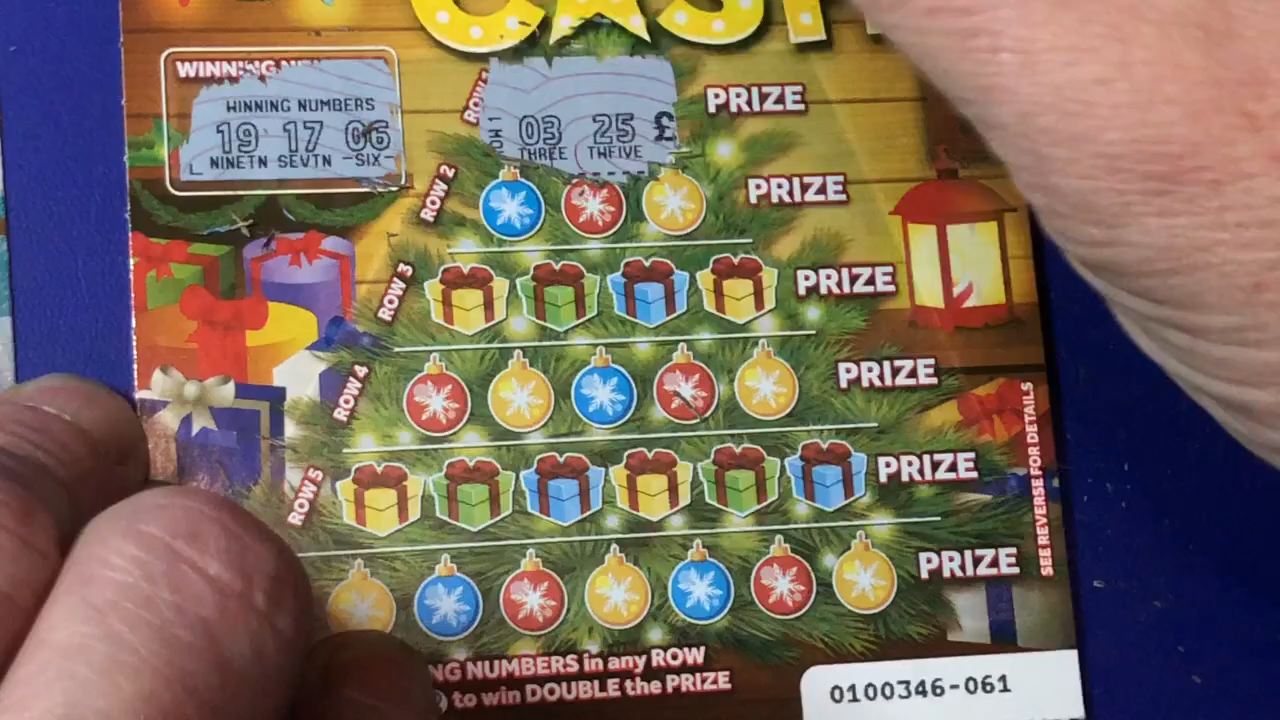 WINNING
WINNING NUMBERS
19 17 06
NINETN SEVTN -SIX-
ROW 1
03 25 £
THREE TWFIVE
PRIZE
ROW 2
PRIZE
ROW 3
PRIZE
ROW 4
PRIZE
ROW 5
PRIZE
PRIZE
SEE REVERSE FOR DETAILS
NG NUMBERS in any ROW
to win DOUBLE the PRIZE
0100346-061